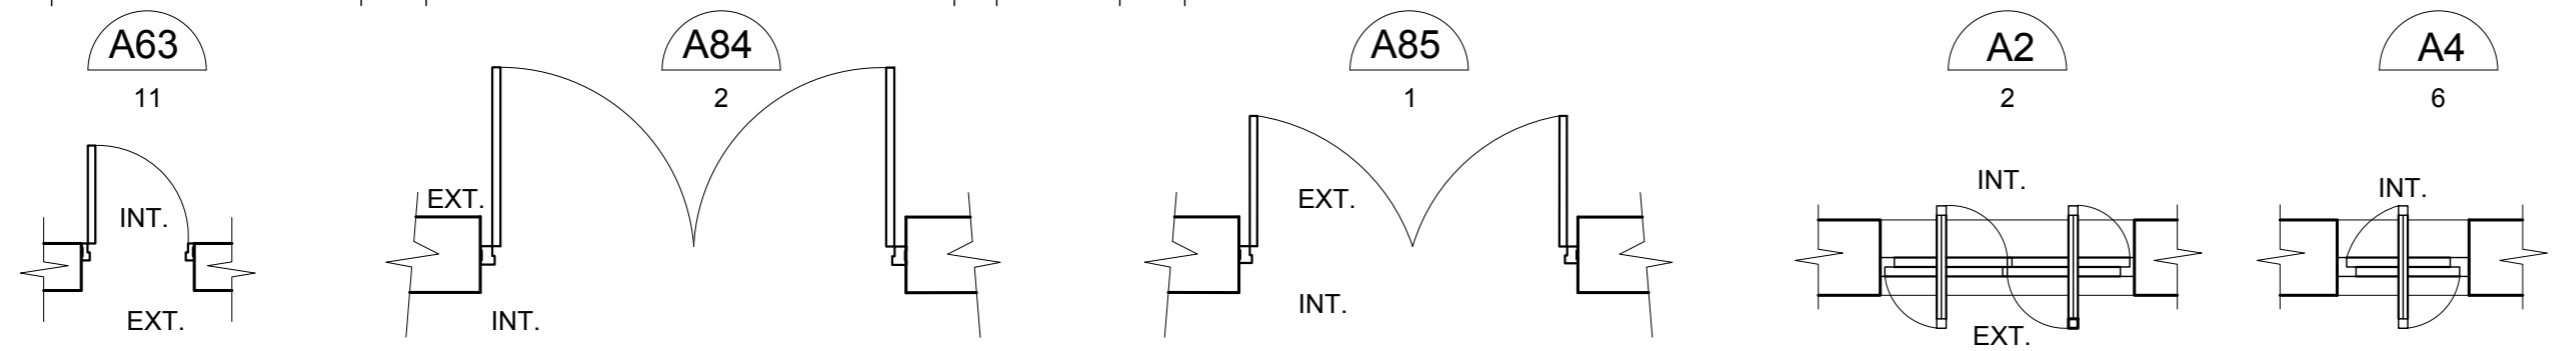 A63
11
INT.
EXT.
A84
2
EXT.
INT.
A85
1
EXT.
INT.
A2
2
INT.
EXT.
A4
6
INT.